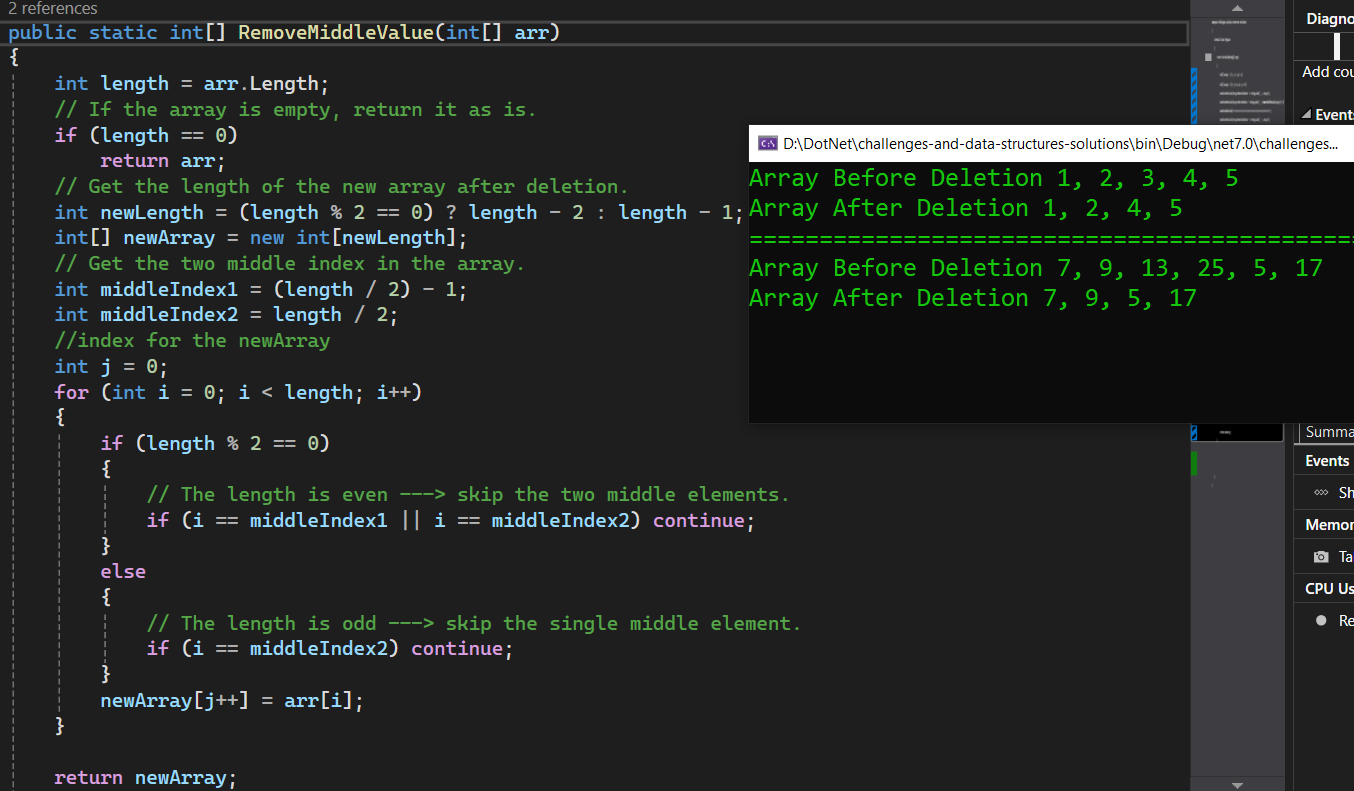 2 references
public static int[] RemoveMiddleValue(int[] arr)
{
    int length = arr.Length;
    // If the array is empty, return it as is.
    if (length == 0)
        return arr;
    // Get the length of the new array after deletion.
    int newLength = (length % 2 == 0) ? length - 2 : length - 1;
    int[] newArray = new int[newLength];
    // Get the two middle index in the array.
    int middleIndex1 = (length / 2) - 1;
    int middleIndex2 = length / 2;
    //index for the newArray
    int j = 0;
    for (int i = 0; i < length; i++)
    {
        if (length % 2 == 0)
        {
            // The length is even ---> skip the two middle elements.
            if (i == middleIndex1 || i == middleIndex2) continue;
        }
        else
        {
            // The length is odd ---> skip the single middle element.
            if (i == middleIndex2) continue;
        }
        newArray[j++] = arr[i];
    }

    return newArray;
D:\DotNet\challenges-and-data-structures-solutions\bin\Debug\net7.0\challenges...
Array Before Deletion 1, 2, 3, 4, 5
Array After Deletion 1, 2, 4, 5
===========================================
Array Before Deletion 7, 9, 13, 25, 5, 17
Array After Deletion 7, 9, 5, 17
Diagno
Add cou
Events
Summa
Events
Sh
Memor
Ta
CPU Us
Re